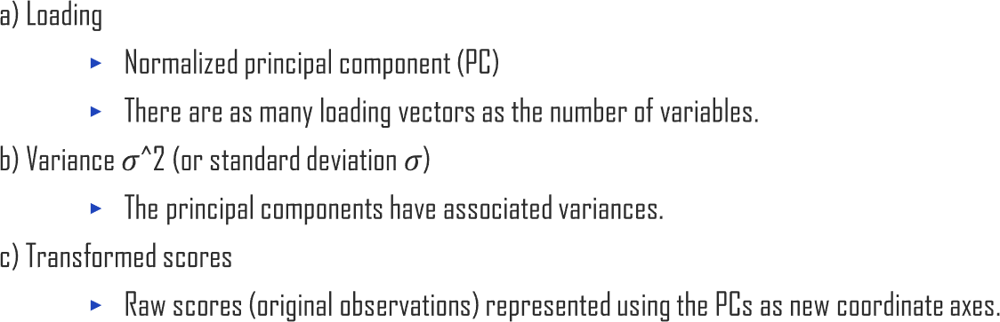 a) Loading
▸ Normalized principal component (PC)
▸ There are as many loading vectors as the number of variables.
b) Variance 𝜎^2 (or standard deviation 𝜎)
▸ The principal components have associated variances.
c) Transformed scores
▸ Raw scores (original observations) represented using the PCs as new coordinate axes.